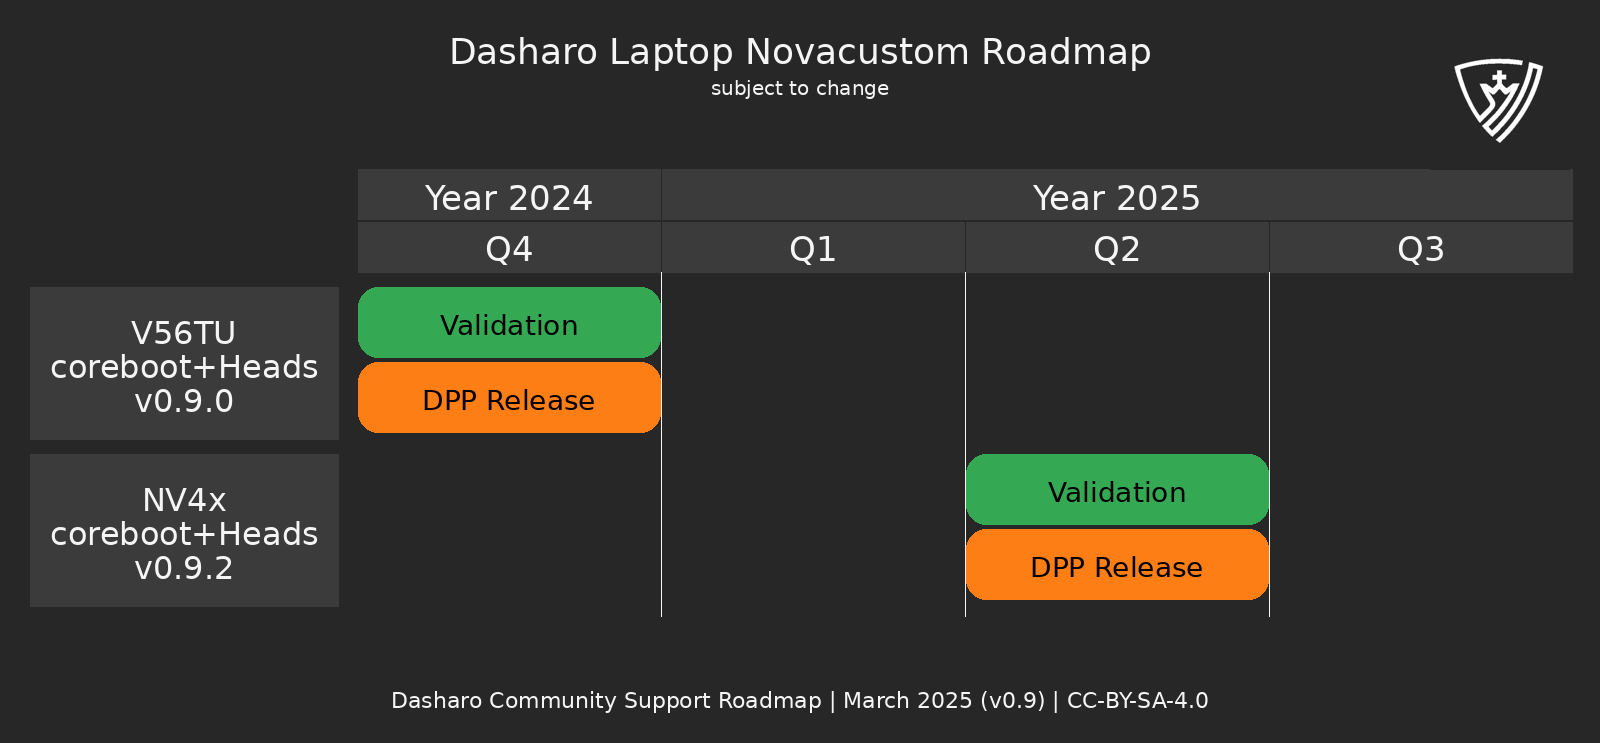 Dasharo Laptop Novacustom Roadmap
subject to change
Year 2024
Year 2025
Q4
Q1
Q2
Q3
V56TU
coreboot+Heads
v0.9.0
Validation
DPP Release
NV4x
coreboot+Heads
v0.9.2
Validation
DPP Release
Dasharo Community Support Roadmap | March 2025 (v0.9) | CC-BY-SA-4.0